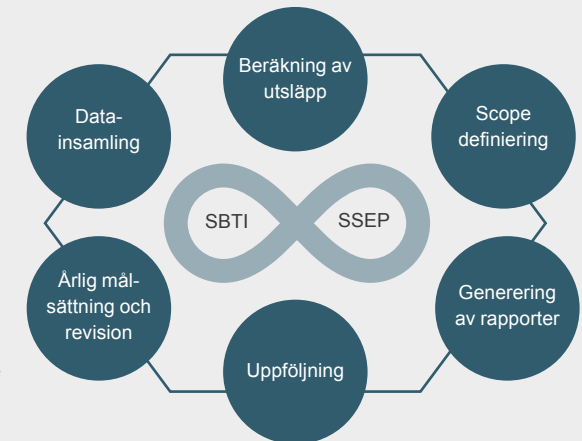 Beräkning av
utsläpp
Data-
insamling
Scope
definiering
SBTI
SSEP
Årlig mål-
sättning och
revision
Generering
av rapporter
Uppföljning